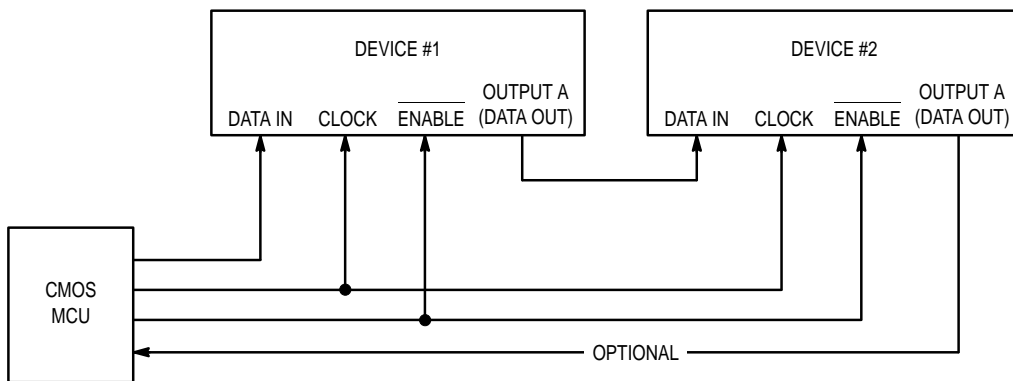 DEVICE #1
DATA IN CLOCK ENABLE OUTPUT A
(DATA OUT)
DEVICE #2
DATA IN CLOCK ENABLE OUTPUT A
(DATA OUT)
CMOS
MCU
OPTIONAL